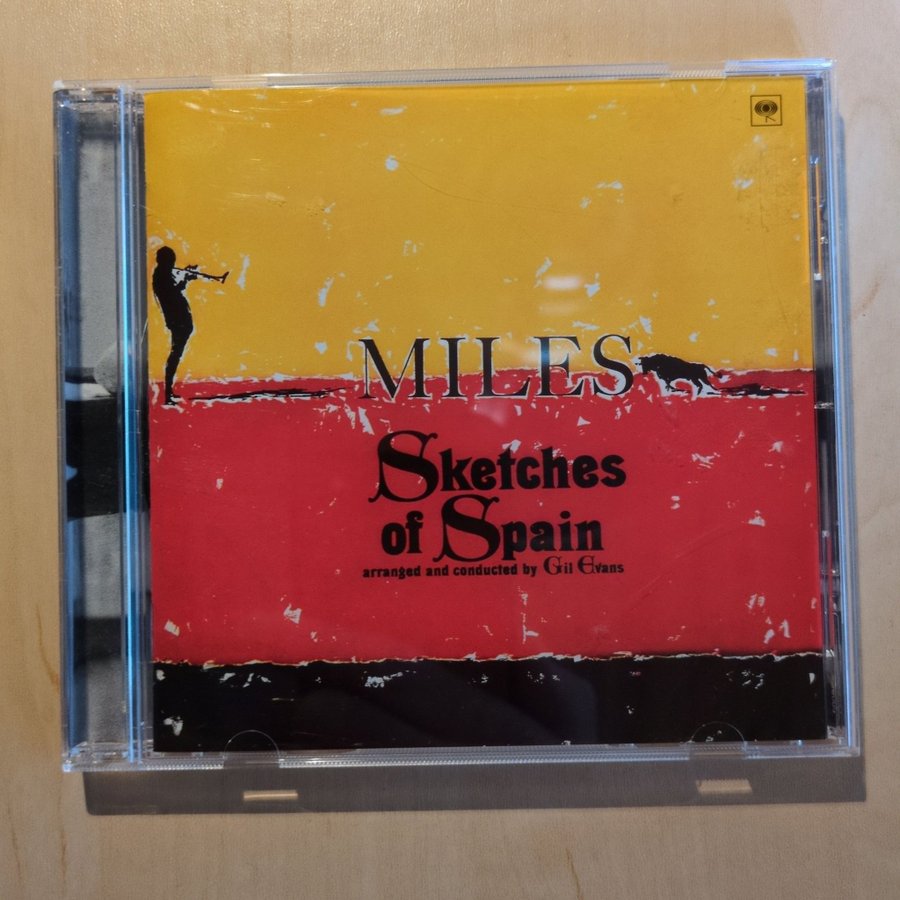 MILES
Sketches
of Spain
arranged and conducted by Gil Evans